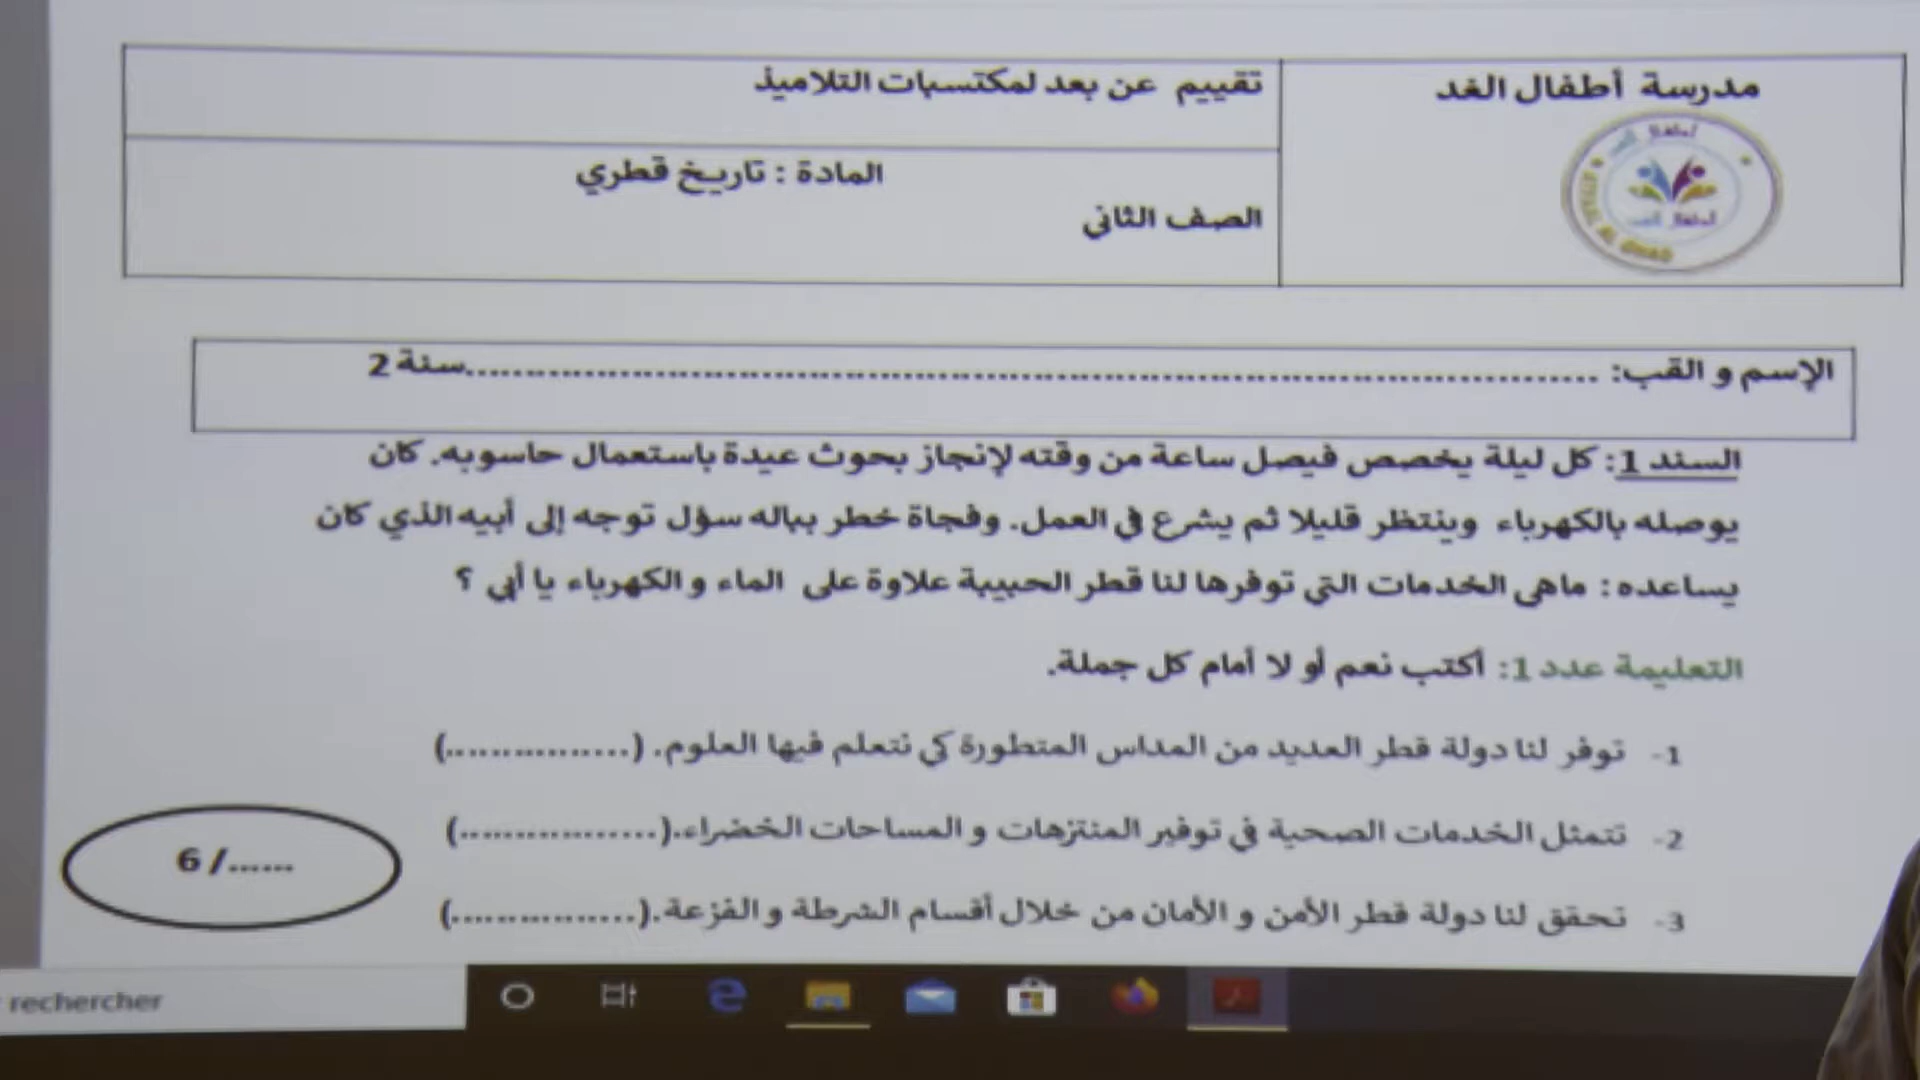 مدرسة أطفال الغد
تقييم عن بعد لمكتسبات التلاميذ
المادة : تاريخ قطري
الصف الثاني
أطفال الغد
الإسم و القب: ..........................................................................سنة 2
السند 1: كل ليلة يخصص فيصل ساعة من وقته لإنجاز بحوث عيدة باستعمال حاسوبه. كان
يوصله بالكهرباء وينتظر قليلا ثم يشرع في العمل. وفجاة خطر بباله سؤل توجه إلى أبيه الذي كان
يساعده : ماهي الخدمات التي توفرها لنا قطر الحبيبة علاوة على الماء و الكهرباء يا أبي ؟
التعليمة عدد 1: أكتب نعم أو لا أمام كل جملة.
1- توفر لنا دولة قطر العديد من المداس المتطورة كي نتعلم فيها العلوم. (................)
2- تتمثل الخدمات الصحية في توفير المنتزهات و المساحات الخضراء.(.................)
3- تحقق لنا دولة قطر الأمن و الأمان من خلال أقسام الشرطة و الفزعة.(................)
6 /......
rechercher